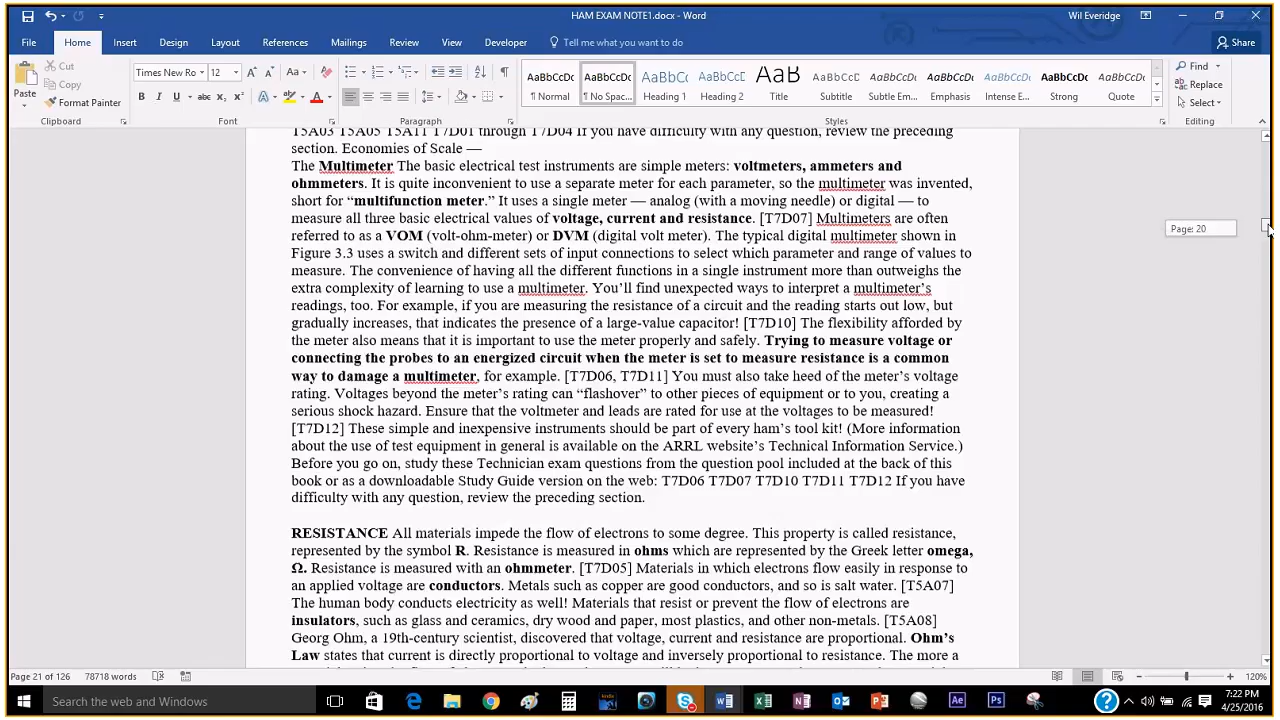 HAM EXAM NOTE1.docx - Word
Wil Everidge
File Home Insert Design Layout References Mailings Review View Developer Tell me what you want to do Share
Paste
Cut
Copy
Format Painter
Clipboard
Times New Ro 12
Font
Paragraph
AaBbCcDc AaBbCcDc AaBbCc AaBbCcD AaB AaBbCcD AaBbCcDc AaBbCcDc AaBbCcDc AaBbCcDc AaBbCcDc
¶ Normal ¶ No Spac... Heading 1 Heading 2 Title Subtitle Subtle Em... Emphasis Intense E... Strong Quote
Styles
Find
Replace
Select
Editing
T5A03 T5A05 T5A11 T7D01 through T7D04 If you have difficulty with any question, review the preceding
section. Economies of Scale —
The Multimeter The basic electrical test instruments are simple meters: voltmeters, ammeters and
ohmmeters. It is quite inconvenient to use a separate meter for each parameter, so the multimeter was invented,
short for “multifunction meter.” It uses a single meter — analog (with a moving needle) or digital — to
measure all three basic electrical values of voltage, current and resistance. [T7D07] Multimeters are often
referred to as a VOM (volt-ohm-meter) or DVM (digital volt meter). The typical digital multimeter shown in
Figure 3.3 uses a switch and different sets of input connections to select which parameter and range of values to
measure. The convenience of having all the different functions in a single instrument more than outweighs the
extra complexity of learning to use a multimeter. You’ll find unexpected ways to interpret a multimeter’s
readings, too. For example, if you are measuring the resistance of a circuit and the reading starts out low, but
gradually increases, that indicates the presence of a large-value capacitor! [T7D10] The flexibility afforded by
the meter also means that it is important to use the meter properly and safely. Trying to measure voltage or
connecting the probes to an energized circuit when the meter is set to measure resistance is a common
way to damage a multimeter, for example. [T7D06, T7D11] You must also take heed of the meter’s voltage
rating. Voltages beyond the meter’s rating can “flashover” to other pieces of equipment or to you, creating a
serious shock hazard. Ensure that the voltmeter and leads are rated for use at the voltages to be measured!
[T7D12] These simple and inexpensive instruments should be part of every ham’s tool kit! (More information
about the use of test equipment in general is available on the ARRL website’s Technical Information Service.)
Before you go on, study these Technician exam questions from the question pool included at the back of this
book or as a downloadable Study Guide version on the web: T7D06 T7D07 T7D10 T7D11 T7D12 If you have
difficulty with any question, review the preceding section.
RESISTANCE All materials impede the flow of electrons to some degree. This property is called resistance,
represented by the symbol R. Resistance is measured in ohms which are represented by the Greek letter omega,
Ω. Resistance is measured with an ohmmeter. [T7D05] Materials in which electrons flow easily in response to
an applied voltage are conductors. Metals such as copper are good conductors, and so is salt water. [T5A07]
The human body conducts electricity as well! Materials that resist or prevent the flow of electrons are
insulators, such as glass and ceramics, dry wood and paper, most plastics, and other non-metals. [T5A08]
Georg Ohm, a 19th-century scientist, discovered that voltage, current and resistance are proportional. Ohm’s
Law states that current is directly proportional to voltage and inversely proportional to resistance. The more a
Page: 20
Page 21 of 126 78718 words 120%
Search the web and Windows
7:22 PM
4/25/2016